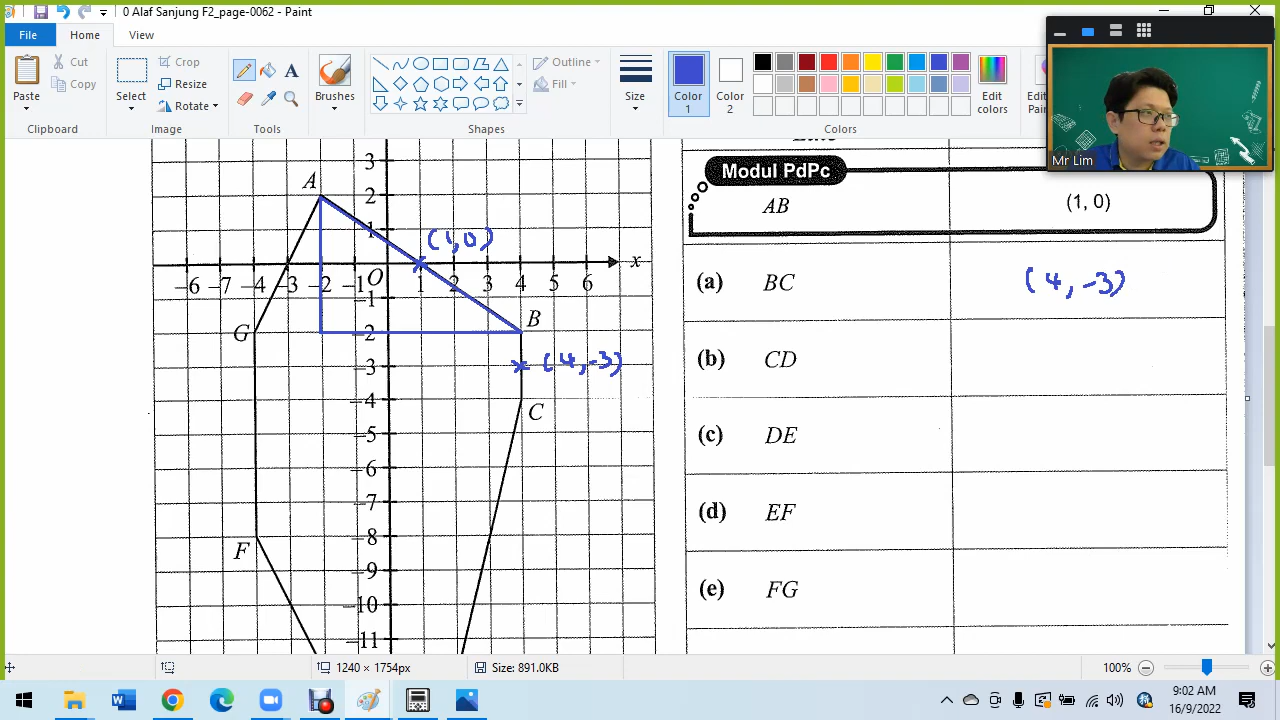 0 Alaf Sanjung F2_page-0062 - Paint
File Home View
Paste
Cut
Copy
Clipboard
Select
Crop
Resize
Rotate
Image
A
Tools
Brushes
Outline
Fill
Shapes
Size
Color 1
Color 2
Edit colors
Colors
Mr Lim
3
A
2
1
(1,0)
x
O
-6 -7 -4 -3 -2 1 2 3 4 5 6
-1
G
-2
B
-3
(4,-3)
-4
C
-5
-6
-7
F
-8
-9
-10
-11
Modul PdPc
AB (1, 0)
(a) BC (4, -3)
(b) CD
(c) DE
(d) EF
(e) FG
1240 × 1754px
Size: 891.0KB
100%
9:02 AM
16/9/2022